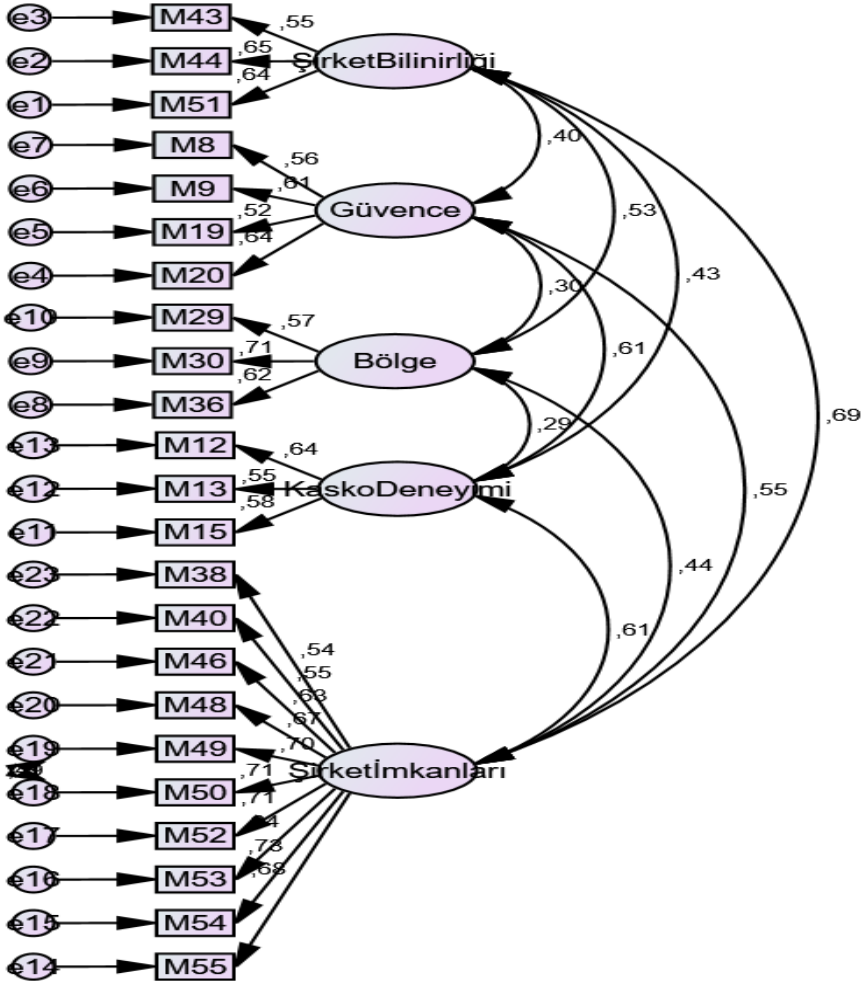 e3 M43 ,55
e2 M44 ,65 ŞirketBilinirliği
e1 M51 ,64
e7 M8 ,40
,56
e6 M9 ,61
e5 M19 ,52 Güvence ,53
e4 M20 ,64
,43
e10 M29 ,57 ,30
e9 M30 ,71 Bölge ,61
e8 M36 ,62
,69
e13 M12 ,64 ,29
e12 M13 ,55 KaskoDeneyimi ,55
e11 M15 ,58
e23 M38 ,44
e22 M40 ,61
,54
e21 M46 ,55
,63
e20 M48 ,67
e19 M49 ,70
,71 Şirketİmkanları
e18 M50 ,71
e17 M52
e16 M53 ,73
,68
e15 M54
e14 M55